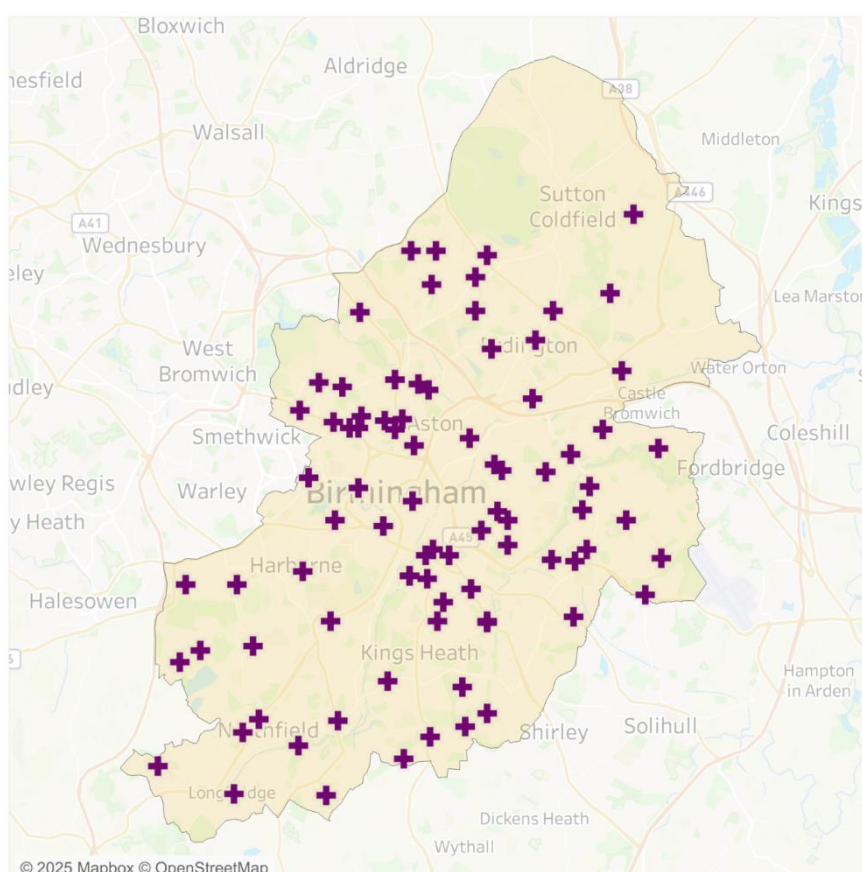 Bloxwich
nesfield
Aldridge
A38
Walsall
Middleton
A446
Sutton
Coldfield
Kings
A41
Wednesbury
eley
Lea Marston
West
Bromwich
dley
Water Orton
Castle
Bromwich
Smethwick
Aston
Coleshill
Fordbridge
wley Regis
Warley
Birmingham
y Heath
A45
Harborne
Halesowen
Kings Heath
Hampton
in Arden
Northfield
Shirley
Solihull
Longbridge
Dickens Heath
Wythall
© 2025 Mapbox © OpenStreetMap